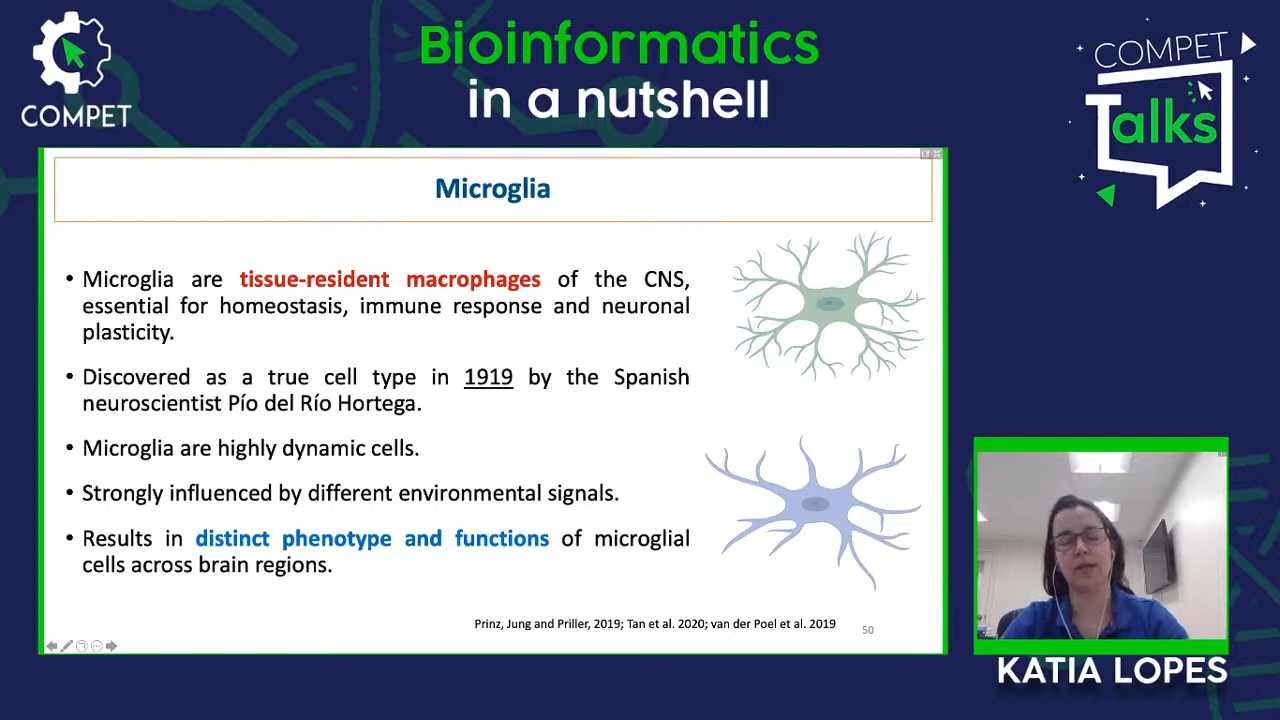 Bioinformatics
in a nutshell
COMPET
COMPET
Talks
Microglia
• Microglia are tissue-resident macrophages of the CNS,
essential for homeostasis, immune response and neuronal
plasticity.
• Discovered as a true cell type in 1919 by the Spanish
neuroscientist Pío del Río Hortega.
• Microglia are highly dynamic cells.
• Strongly influenced by different environmental signals.
• Results in distinct phenotype and functions of microglial
cells across brain regions.
Prinz, Jung and Priller, 2019; Tan et al. 2020; van der Poel et al. 2019
50
KATIA LOPES